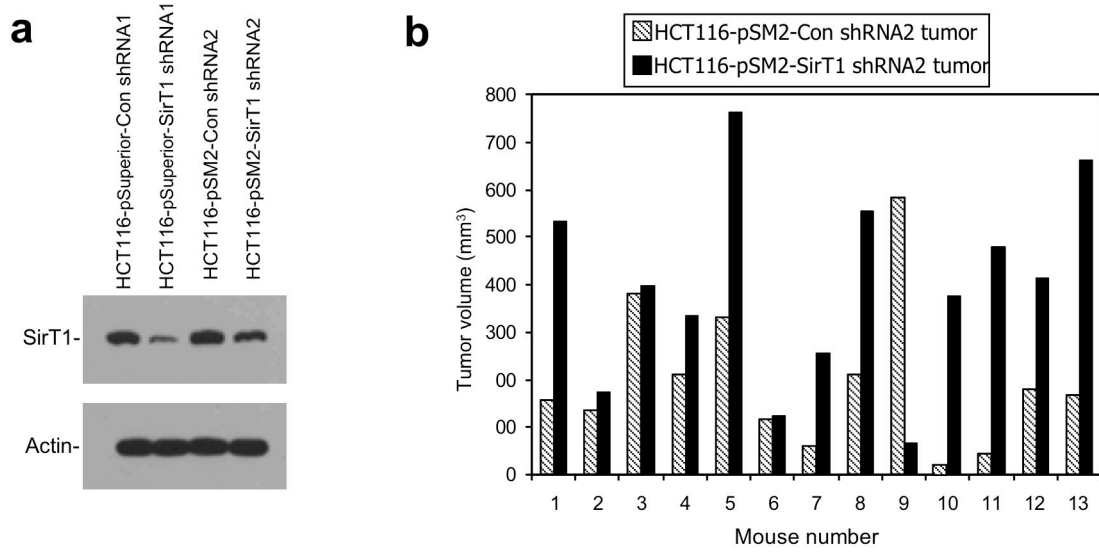 a
HCT116-pSuperior-Con shRNA1
HCT116-pSuperior-SirT1 shRNA1
HCT116-pSM2-Con shRNA2
HCT116-pSM2-SirT1 shRNA2
SirT1-
Actin-
b
HCT116-pSM2-Con shRNA2 tumor
HCT116-pSM2-SirT1 shRNA2 tumor
Tumor volume (mm³)
800
700
600
500
400
300
00
00
0
1 2 3 4 5 6 7 8 9 10 11 12 13
Mouse number